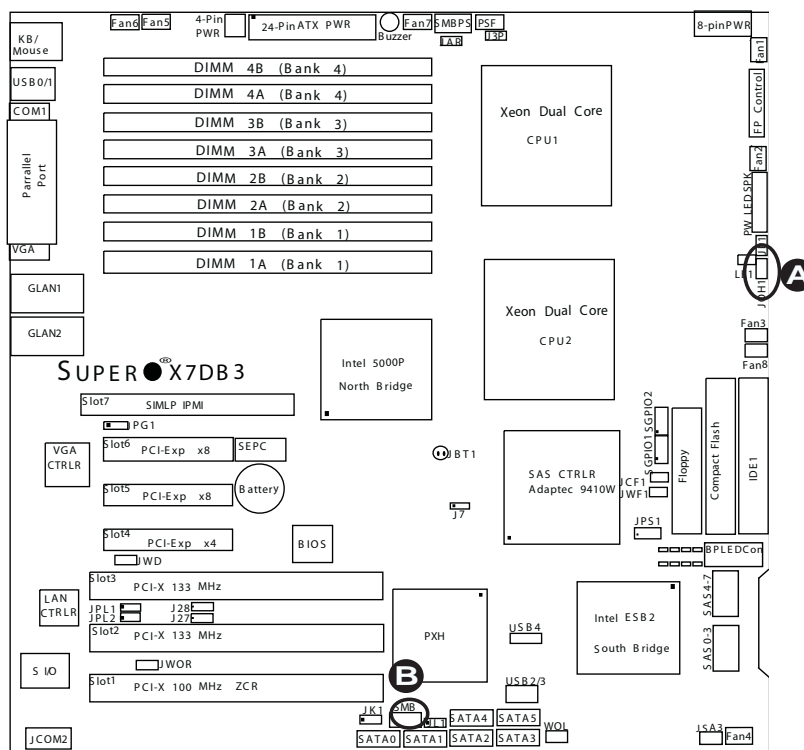 Fan6
Fan5
4-Pin
PWR
24-Pin ATX PWR
Buzzer
Fan7
SMBPS
PSF
JAR
J3P
8-pinPWR
KB/
Mouse
Fan1
USB0/1
DIMM 4B (Bank 4)
DIMM 4A (Bank 4)
DIMM 3B (Bank 3)
DIMM 3A (Bank 3)
DIMM 2B (Bank 2)
DIMM 2A (Bank 2)
DIMM 1B (Bank 1)
DIMM 1A (Bank 1)
Xeon Dual Core
CPU1
FP Control
COM1
Parrallel
Port
Fan2
PW LED SPK
VGA
LE1
JOH1
A
GLAN1
GLAN2
Xeon Dual Core
CPU2
Fan3
Fan8
Intel 5000P
North Bridge
SUPER ® X7DB3
Slot7
SIMLP IPMI
JPG1
Slot6
PCI-Exp x8
SEPC
VGA
CTRLR
JBT1
SGPIO1 SGPIO2
Floppy
Compact Flash
IDE1
Slot5
PCI-Exp x8
Battery
SAS CTRLR
Adaptec 9410W
JCF1
JWF1
J7
JPS1
Slot4
PCI-Exp x4
BIOS
JWD
BPLEDCon
Slot3
PCI-X 133 MHz
LAN
CTRLR
JPL1
JPL2
J28
J27
SAS4-7
Slot2
PCI-X 133 MHz
PXH
Intel ESB2
South Bridge
USB4
SAS0-3
JWOR
S I/O
Slot1
PCI-X 100 MHz ZCR
B
USB2/3
SMB
JK1
JL1
SATA4
SATA5
WOL
JCOM2
SATA0
SATA1
SATA2
SATA3
JSA3
Fan4